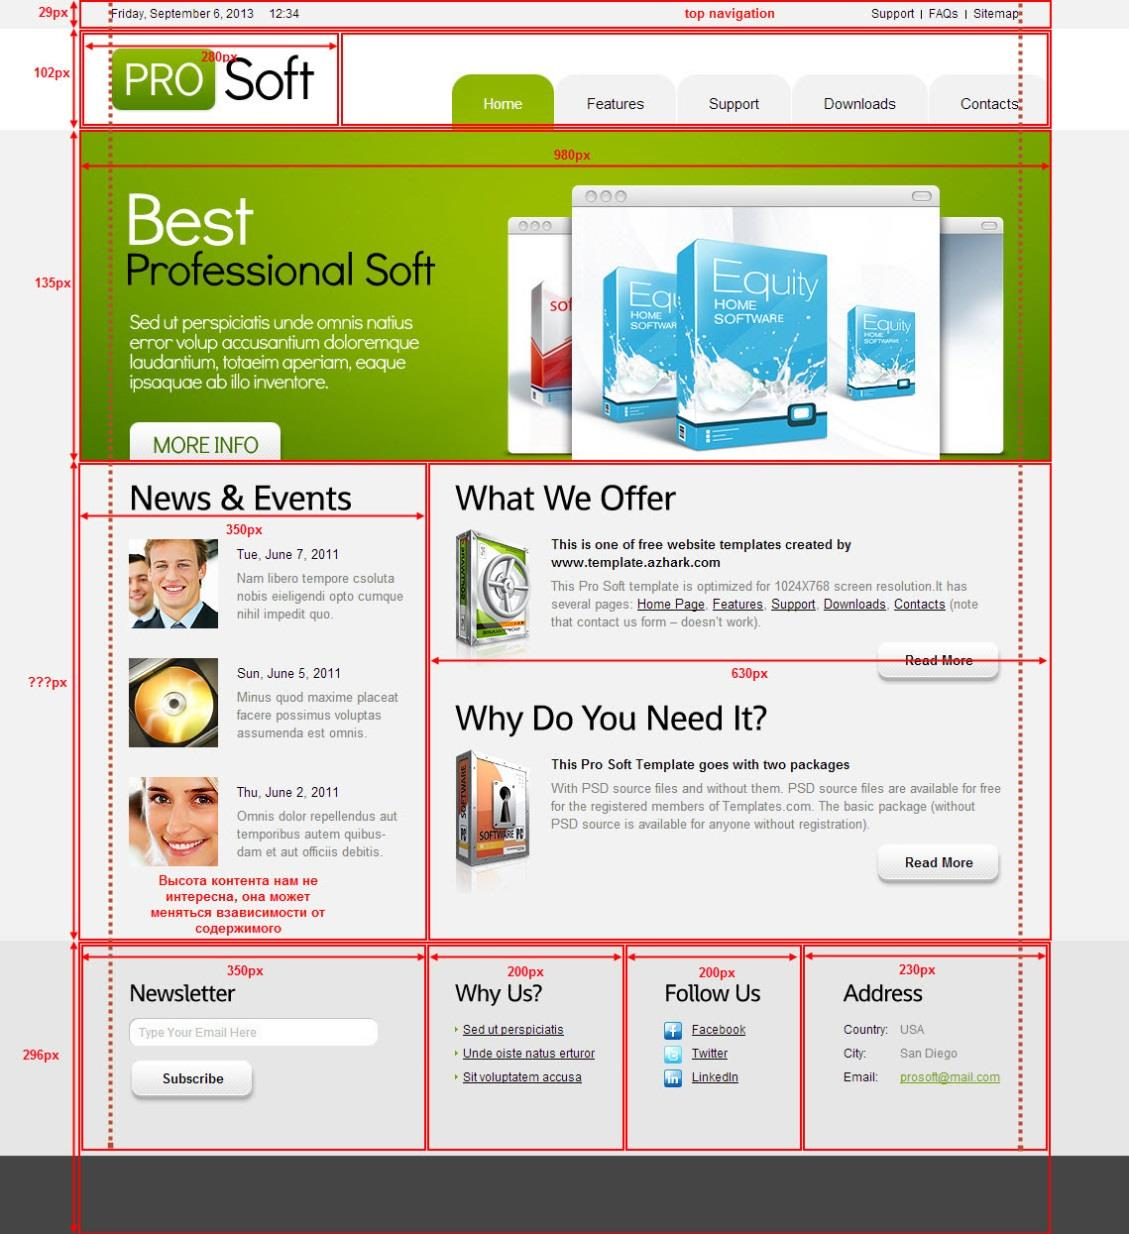 29px
Friday, September 6, 2013 12:34
top navigation
Support | FAQs | Sitemap
102px
280px
PRO Soft
Home
Features
Support
Downloads
Contacts
980px
135px
Best
Professional Soft
Sed ut perspiciatis unde omnis natius
error volup accusantium doloremque
laudantium, totaeim aperiam, eaque
ipsaquae ab illo inventore.
MORE INFO
sof
Equ
HOME
SOFTWAR
Equity
HOME
SOFTWARE
Equity
HOME
SOFTWARE
News & Events
350px
Tue, June 7, 2011
Nam libero tempore csoluta
nobis eieligendi opto cumque
nihil impedit quo.
Sun, June 5, 2011
Minus quod maxime placeat
facere possimus voluptas
assumenda est omnis.
Thu, June 2, 2011
Omnis dolor repellendus aut
temporibus autem quibus-
dam et aut officiis debitis.
???px
Высота контента нам не
интересна, она может
меняться взависимости от
содержимого
What We Offer
This is one of free website templates created by
www.template.azhark.com
This Pro Soft template is optimized for 1024X768 screen resolution.It has
several pages: Home Page, Features, Support, Downloads, Contacts (note
that contact us form – doesn't work).
Read More
630px
Why Do You Need It?
This Pro Soft Template goes with two packages
With PSD source files and without them. PSD source files are available for free
for the registered members of Templates.com. The basic package (without
PSD source is available for anyone without registration).
SOFTWARE
SOFTWARE PC
Read More
296px
350px
Newsletter
Type Your Email Here
Subscribe
200px
Why Us?
Sed ut perspiciatis
Unde oiste natus erturor
Sit voluptatem accusa
200px
Follow Us
Facebook
Twitter
LinkedIn
230px
Address
Country: USA
City: San Diego
Email: prosoft@mail.com